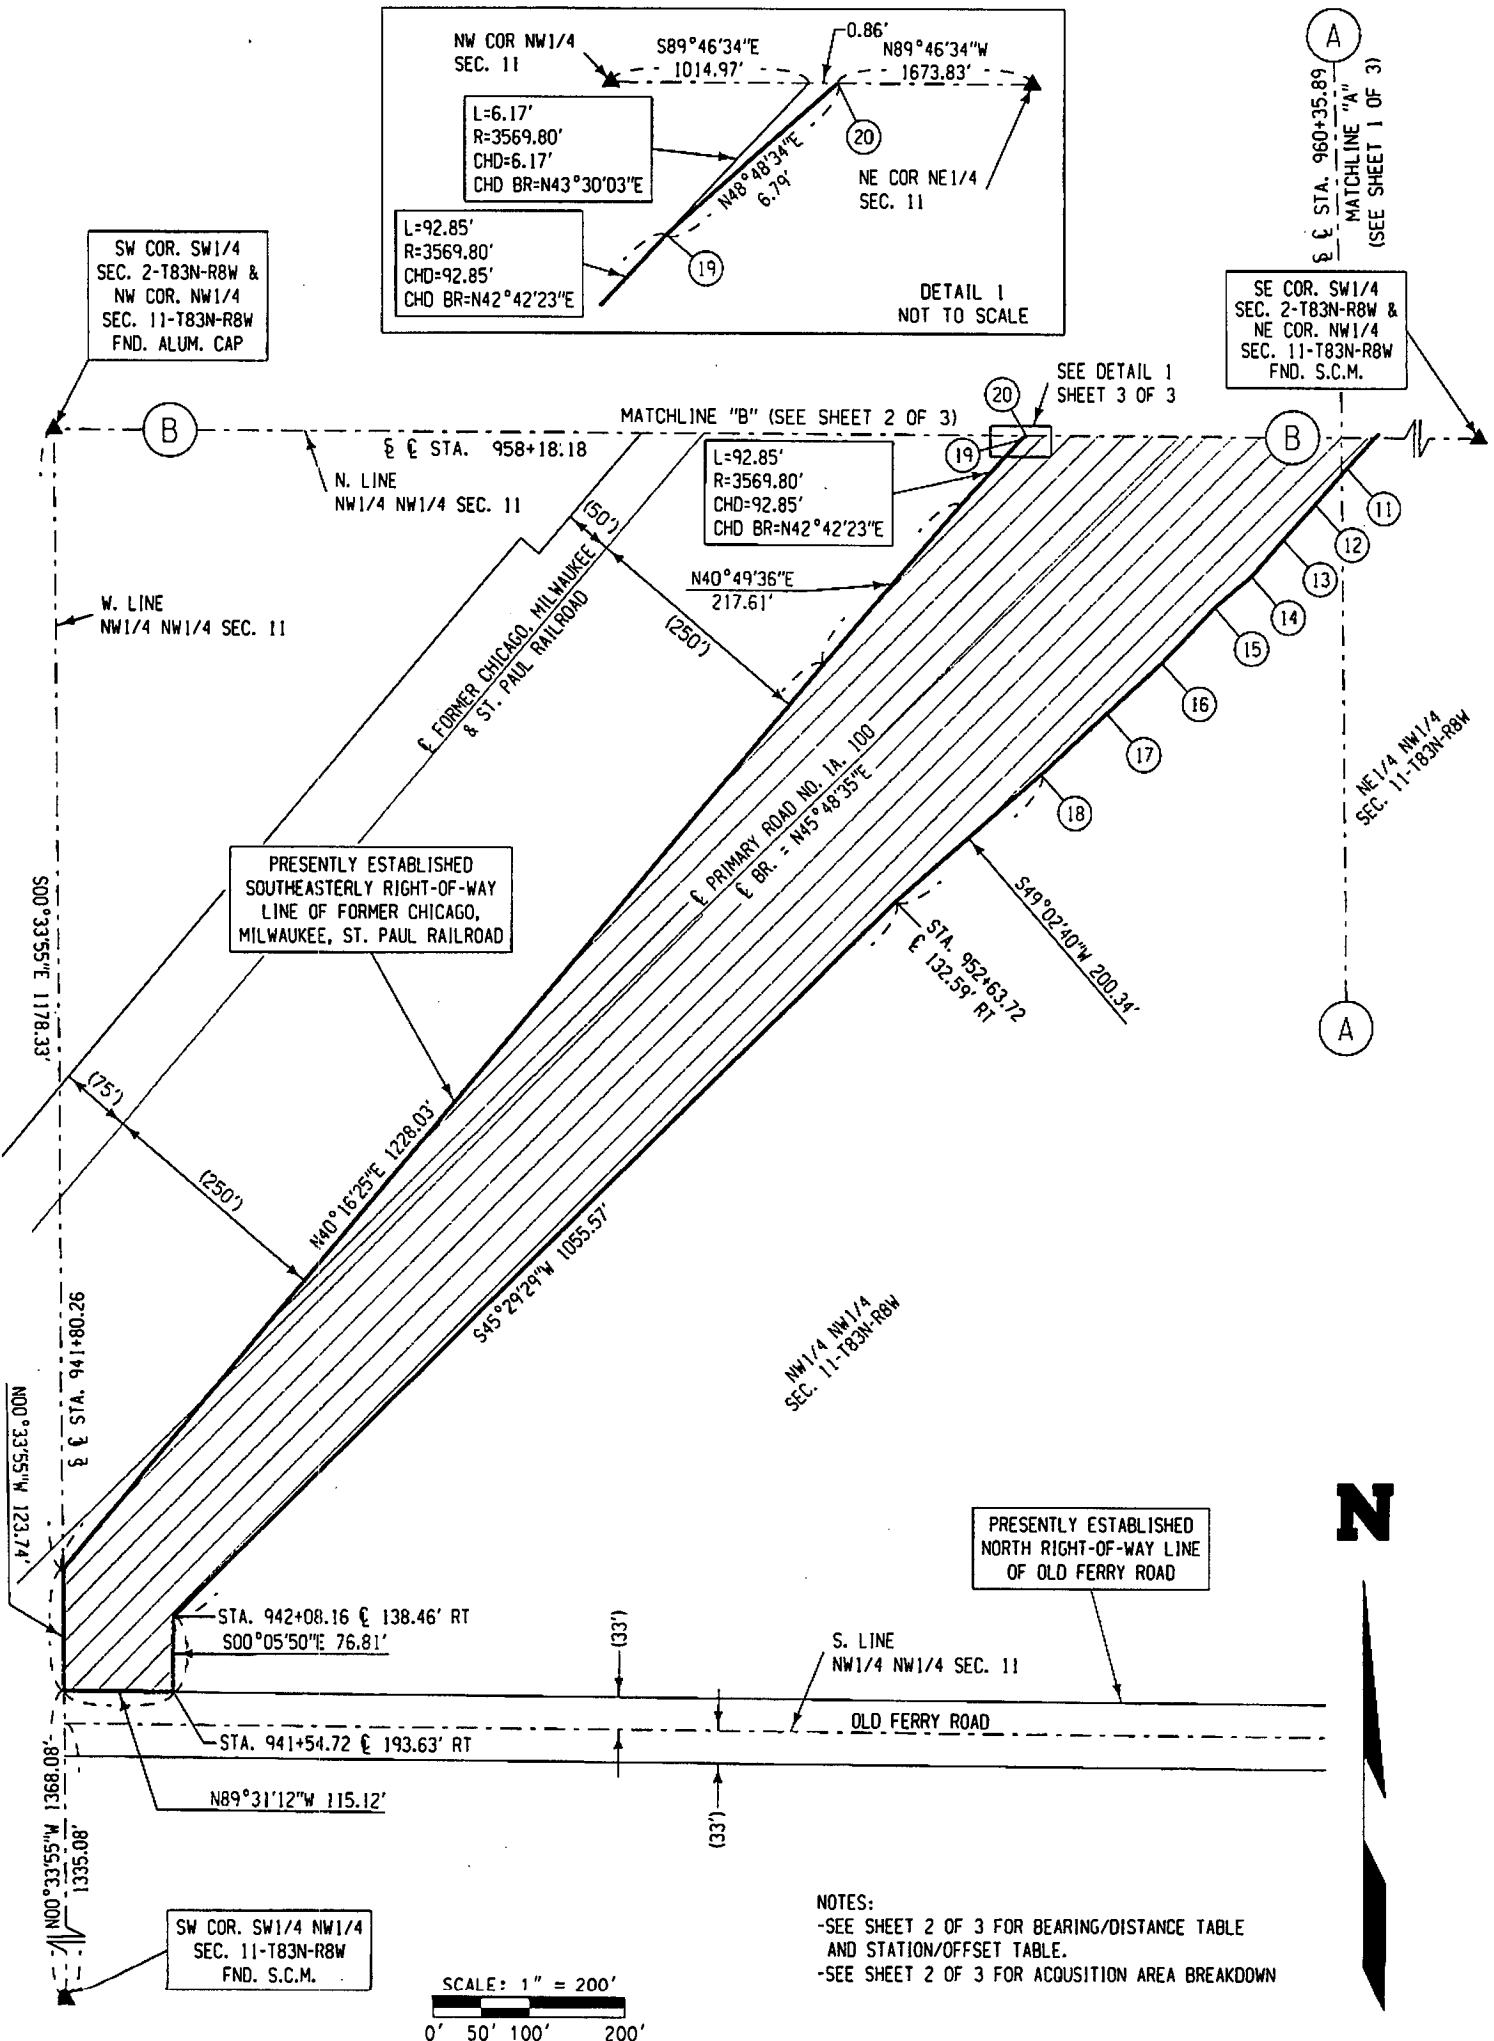 NW COR NW1/4
SEC. 11
S89°46'34"E
1014.97'
0.86'
N89°46'34"W
1673.83'
L=6.17'
R=3569.80'
CHD=6.17'
CHD BR=N43°30'03"E
N48°48'34"E
6.79'
20
NE COR NE1/4
SEC. 11
L=92.85'
R=3569.80'
CHD=92.85'
CHD BR=N42°42'23"E
19
DETAIL 1
NOT TO SCALE
A
STA. 960+35.89
MATCHLINE "A"
(SEE SHEET 1 OF 3)
SW COR. SW1/4
SEC. 2-T83N-R8W &
NW COR. NW1/4
SEC. 11-T83N-R8W
FND. ALUM. CAP
SE COR. SW1/4
SEC. 2-T83N-R8W &
NE COR. NW1/4
SEC. 11-T83N-R8W
FND. S.C.M.
SEE DETAIL 1
SHEET 3 OF 3
B
MATCHLINE "B" (SEE SHEET 2 OF 3)
20
B
℄ STA. 958+18.18
19
N. LINE
NW1/4 NW1/4 SEC. 11
L=92.85'
R=3569.80'
CHD=92.85'
CHD BR=N42°42'23"E
11
12
13
14
15
16
17
18
(50')
N40°49'36"E
217.61'
(250')
W. LINE
NW1/4 NW1/4 SEC. 11
℄ FORMER CHICAGO, MILWAUKEE
& ST. PAUL RAILROAD
NE1/4 NW1/4
SEC. 11-T83N-R8W
℄ PRIMARY ROAD NO. IA. 100
℄ BR. = N45°48'35"E
PRESENTLY ESTABLISHED
SOUTHEASTERLY RIGHT-OF-WAY
LINE OF FORMER CHICAGO,
MILWAUKEE, ST. PAUL RAILROAD
S00°33'55"E 1178.33'
S49°02'40"W 200.34'
STA. 952+63.72
℄ 132.59' RT
A
(75')
(250')
N40°16'25"E 1228.03'
S45°29'29"W 1055.57'
℄ STA. 941+80.26
NW1/4 NW1/4
SEC. 11-T83N-R8W
N00°33'55"W 123.74'
N
PRESENTLY ESTABLISHED
NORTH RIGHT-OF-WAY LINE
OF OLD FERRY ROAD
STA. 942+08.16 ℄ 138.46' RT
S00°05'50"E 76.81'
(33')
S. LINE
NW1/4 NW1/4 SEC. 11
OLD FERRY ROAD
STA. 941+54.72 ℄ 193.63' RT
N89°31'12"W 115.12'
(33')
N00°33'55"W 1368.08'
1335.08'
SW COR. SW1/4 NW1/4
SEC. 11-T83N-R8W
FND. S.C.M.
NOTES:
-SEE SHEET 2 OF 3 FOR BEARING/DISTANCE TABLE
AND STATION/OFFSET TABLE.
-SEE SHEET 2 OF 3 FOR ACQUSITION AREA BREAKDOWN
SCALE: 1" = 200'
0' 50' 100' 200'